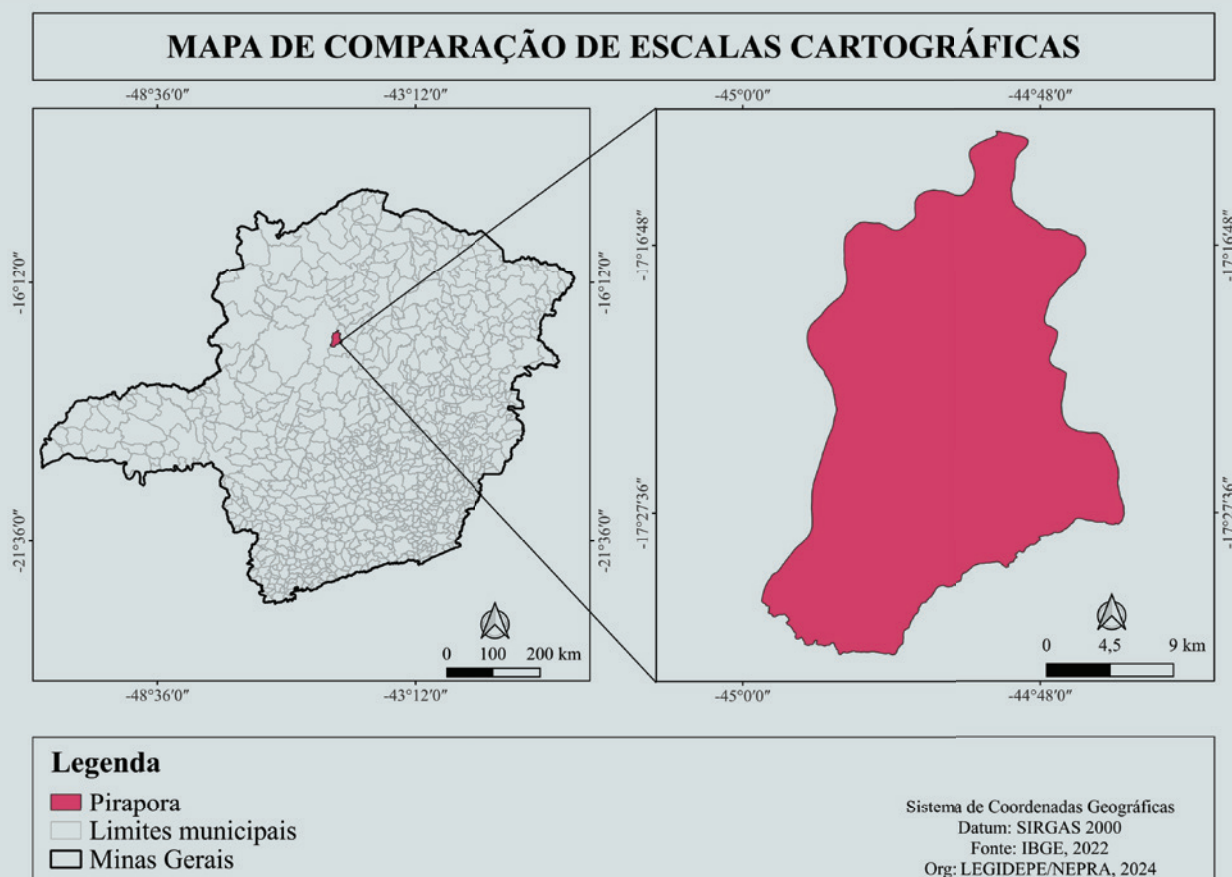 MAPA DE COMPARAÇÃO DE ESCALAS CARTOGRÁFICAS
-48°36′0″
-43°12′0″
-16°12′0″
-16°12′0″
-21°36′0″
-21°36′0″
0 100 200 km
-48°36′0″
-43°12′0″
-45°0′0″
-44°48′0″
-17°16′48″
-17°16′48″
-17°27′36″
-17°27′36″
0 4,5 9 km
-45°0′0″
-44°48′0″
Legenda
Pirapora
Limites municipais
Minas Gerais
Sistema de Coordenadas Geográficas
Datum: SIRGAS 2000
Fonte: IBGE, 2022
Org: LEGIDEPE/NEPRA, 2024